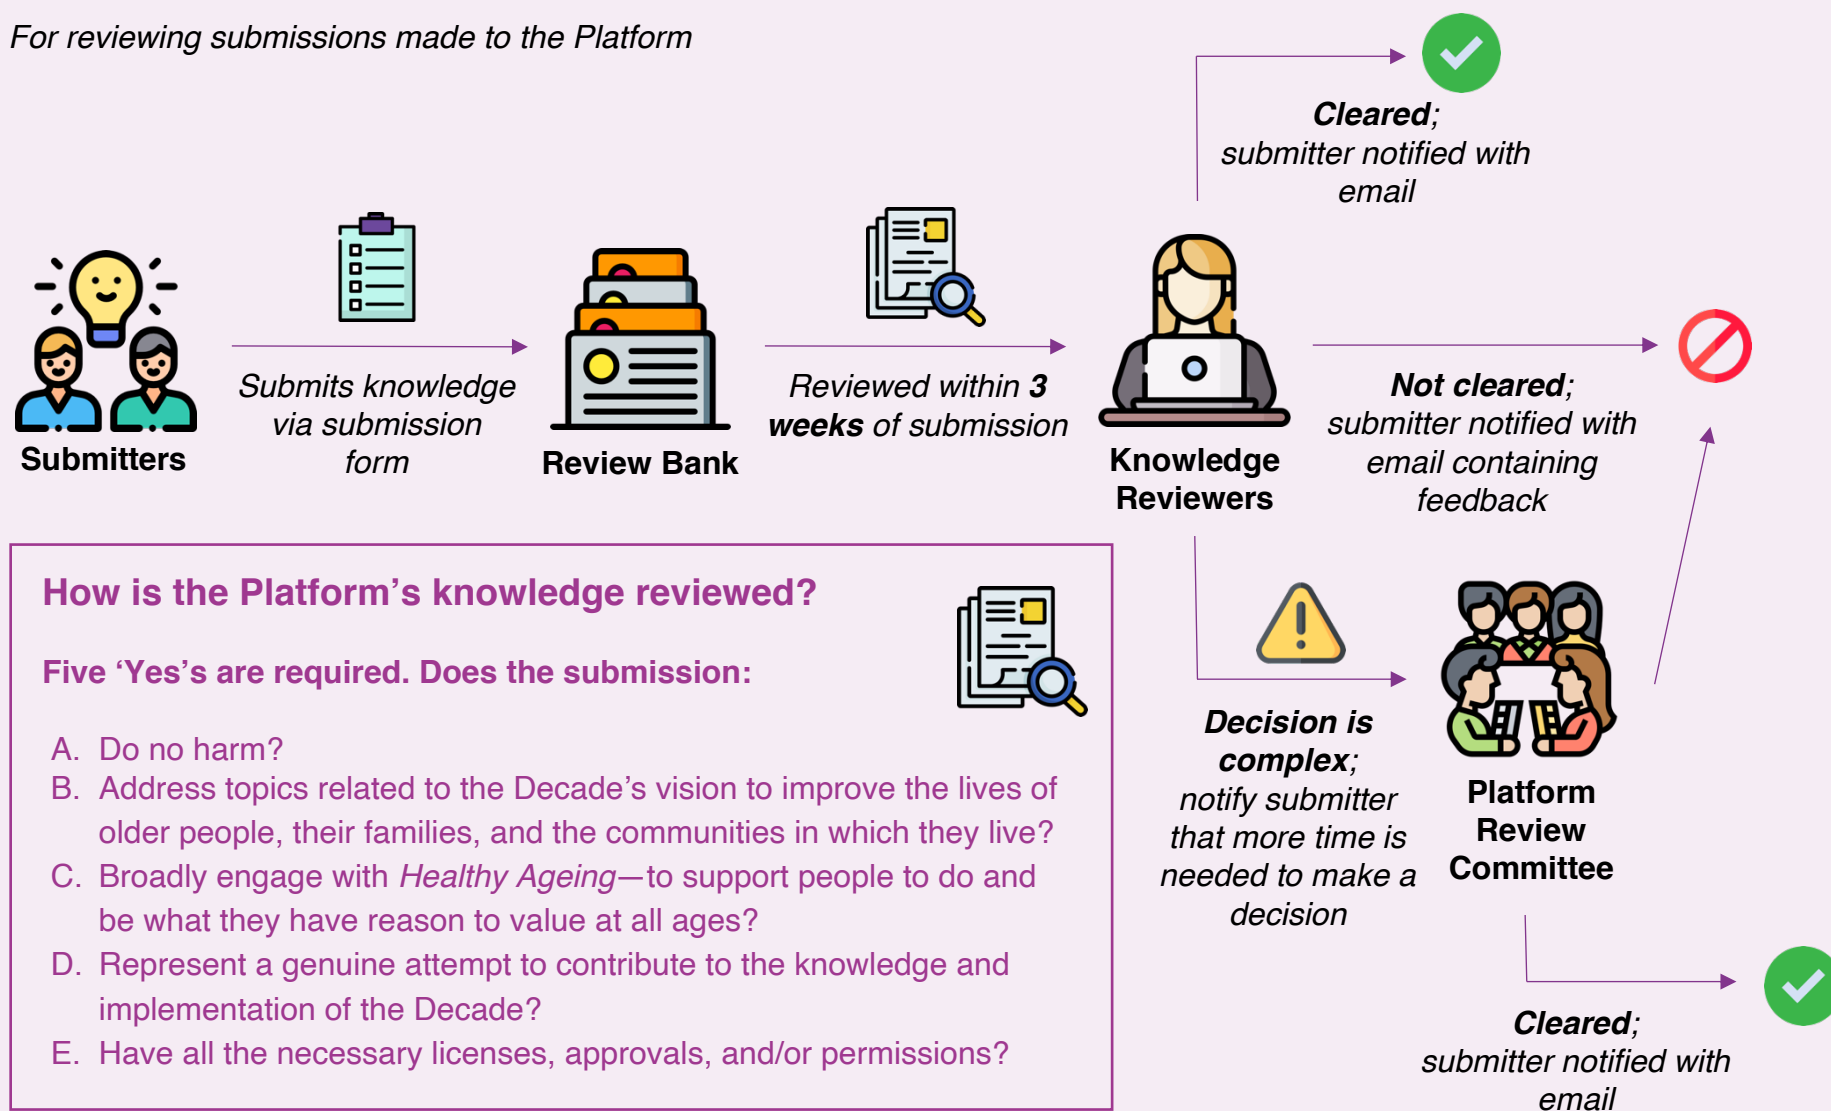 For reviewing submissions made to the Platform
Cleared;
submitter notified with
email
Submitters
Submits knowledge
via submission
form
Review Bank
Reviewed within 3
weeks of submission
Knowledge
Reviewers
Not cleared;
submitter notified with
email containing
feedback
How is the Platform’s knowledge reviewed?
Five ‘Yes’s are required. Does the submission:
A. Do no harm?
B. Address topics related to the Decade’s vision to improve the lives of
older people, their families, and the communities in which they live?
C. Broadly engage with Healthy Ageing—to support people to do and
be what they have reason to value at all ages?
D. Represent a genuine attempt to contribute to the knowledge and
implementation of the Decade?
E. Have all the necessary licenses, approvals, and/or permissions?
Decision is
complex;
notify submitter
that more time is
needed to make a
decision
Platform
Review
Committee
Cleared;
submitter notified with
email